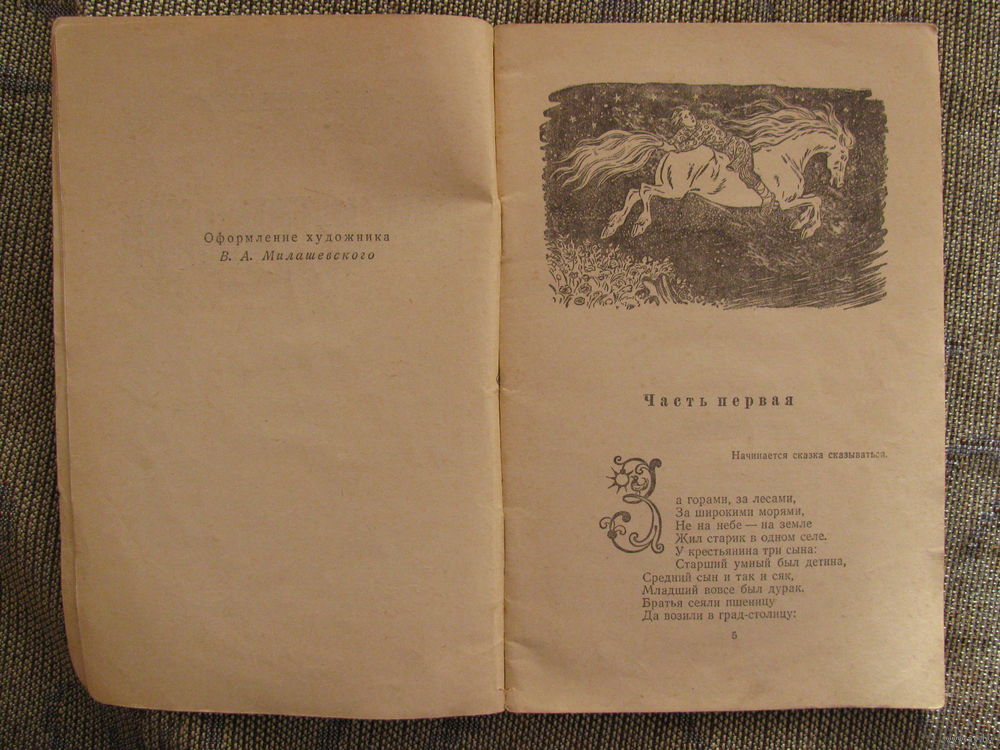 Оформление художника
В. А. Милашевского
Часть первая
Начинается сказка сказываться.
За горами, за лесами,
За широкими морями,
Не на небе — на земле
Жил старик в одном селе.
У крестьянина три сына:
Старший умный был детина,
Средний сын и так и сяк,
Младший вовсе был дурак.
Братья сеяли пшеницу
Да возили в град-столицу:
5